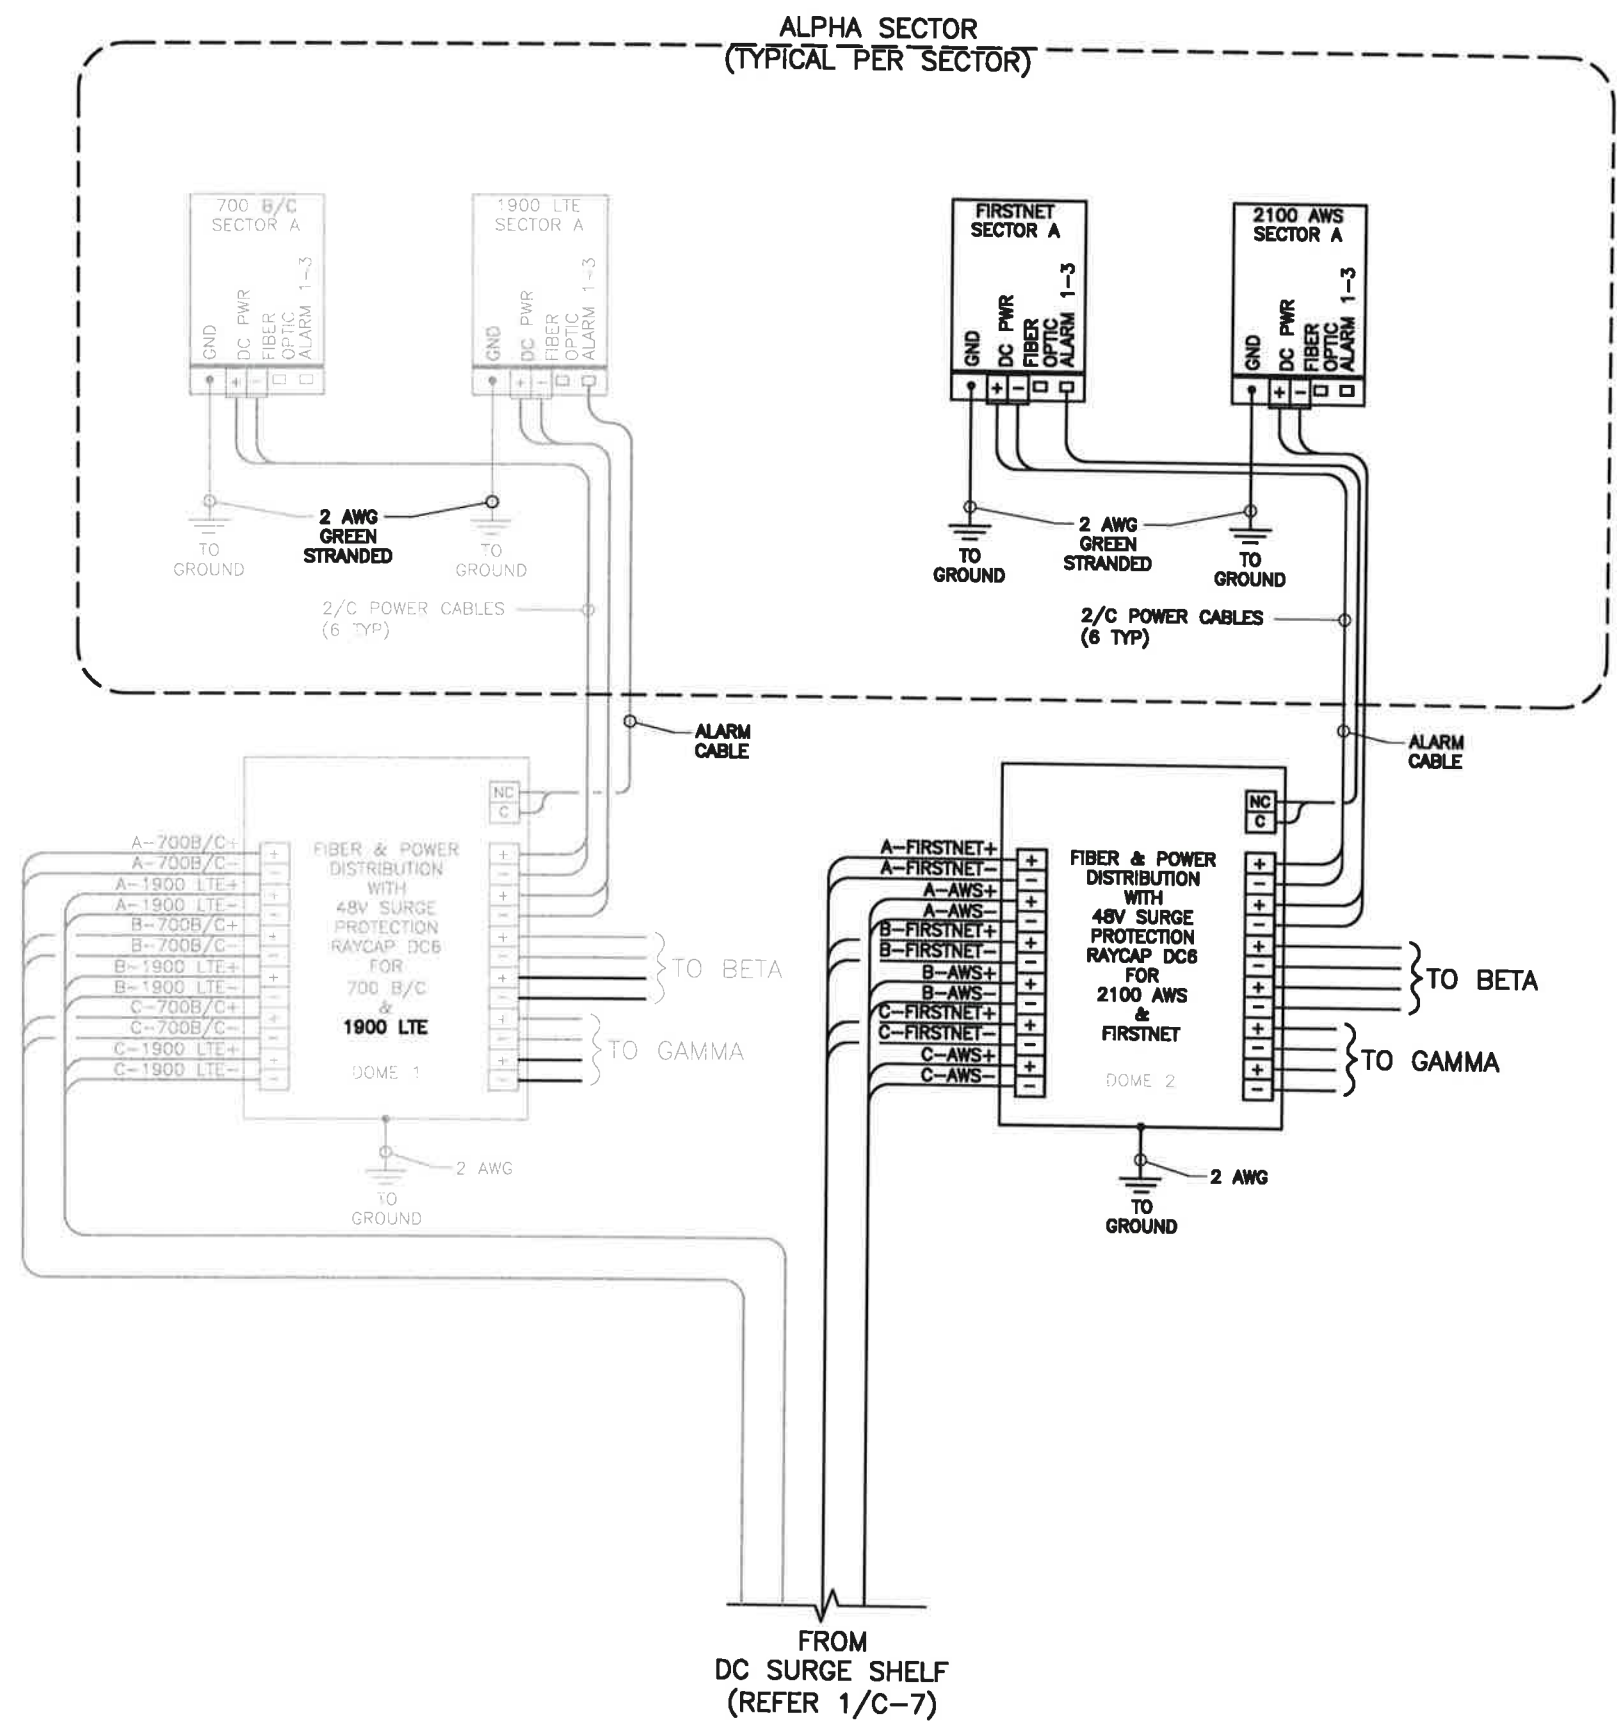 ALPHA SECTOR
(TYPICAL PER SECTOR)
700 B/C
SECTOR A
GND
DC PWR
FIBER
OPTIC
ALARM 1-3
+
-
1900 LTE
SECTOR A
GND
DC PWR
FIBER
OPTIC
ALARM 1-3
+
-
FIRSTNET
SECTOR A
GND
DC PWR
FIBER
OPTIC
ALARM 1-3
+
-
2100 AWS
SECTOR A
GND
DC PWR
FIBER
OPTIC
ALARM 1-3
+
-
2 AWG
GREEN
STRANDED
TO
GROUND
TO
GROUND
2/C POWER CABLES
(6 TYP)
2 AWG
GREEN
STRANDED
TO
GROUND
TO
GROUND
2/C POWER CABLES
(6 TYP)
ALARM
CABLE
ALARM
CABLE
NC
C
A-700B/C+
A-700B/C-
A-1900 LTE+
A-1900 LTE-
B-700B/C+
B-700B/C-
B-1900 LTE+
B-1900 LTE-
C-700B/C+
C-700B/C-
C-1900 LTE+
C-1900 LTE-
+
-
+
-
+
-
+
-
+
-
+
-
FIBER & POWER
DISTRIBUTION
WITH
48V SURGE
PROTECTION
RAYCAP DC6
FOR
700 B/C
&
1900 LTE
DOME 1
+
-
+
-
+
-
+
-
+
-
+
-
TO BETA
TO GAMMA
2 AWG
TO
GROUND
NC
C
A-FIRSTNET+
A-FIRSTNET-
A-AWS+
A-AWS-
B-FIRSTNET+
B-FIRSTNET-
B-AWS+
B-AWS-
C-FIRSTNET+
C-FIRSTNET-
C-AWS+
C-AWS-
+
-
+
-
+
-
+
-
+
-
+
-
FIBER & POWER
DISTRIBUTION
WITH
48V SURGE
PROTECTION
RAYCAP DC6
FOR
2100 AWS
&
FIRSTNET
DOME 2
+
-
+
-
+
-
+
-
+
-
+
-
TO BETA
TO GAMMA
2 AWG
TO
GROUND
FROM
DC SURGE SHELF
(REFER 1/C-7)